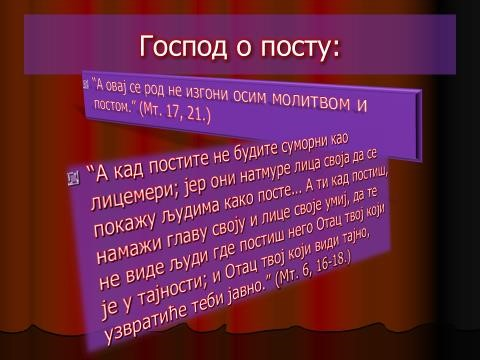 Господ о посту:
“А овај се род не изгони осим молитвом и
постом.” (Мт. 17, 21.)
“А кад постите не будите суморни као
лицемери; јер они натмуре лица своја да се
покажу људима како посте... А ти кад постиш,
намажи главу своју и лице своје умиј, да те
не виде људи где постиш него Отац твој који
је у тајности; и Отац твој који види тајно,
узвратиће теби јавно.” (Мт. 6, 16-18.)